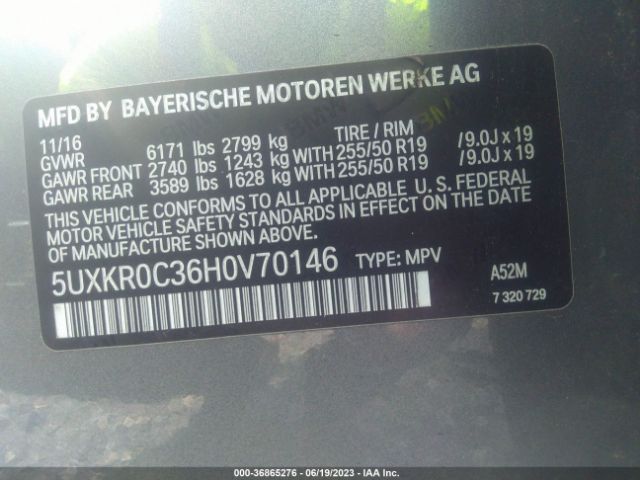 MFD BY BAYERISCHE MOTOREN WERKE AG
11/16 TIRE / RIM
GVWR 6171 lbs 2799 kg
GAWR FRONT 2740 lbs 1243 kg WITH 255/50 R19 /9.0J x 19
GAWR REAR 3589 lbs 1628 kg WITH 255/50 R19 /9.0J x 19
THIS VEHICLE CONFORMS TO ALL APPLICABLE U. S. FEDERAL
MOTOR VEHICLE SAFETY STANDARDS IN EFFECT ON THE DATE
OF MANUFACTURE SHOWN ABOVE.
5UXKR0C36H0V70146 TYPE: MPV A52M
7 320 729
000-36865276 - 06/19/2023 - IAA Inc.